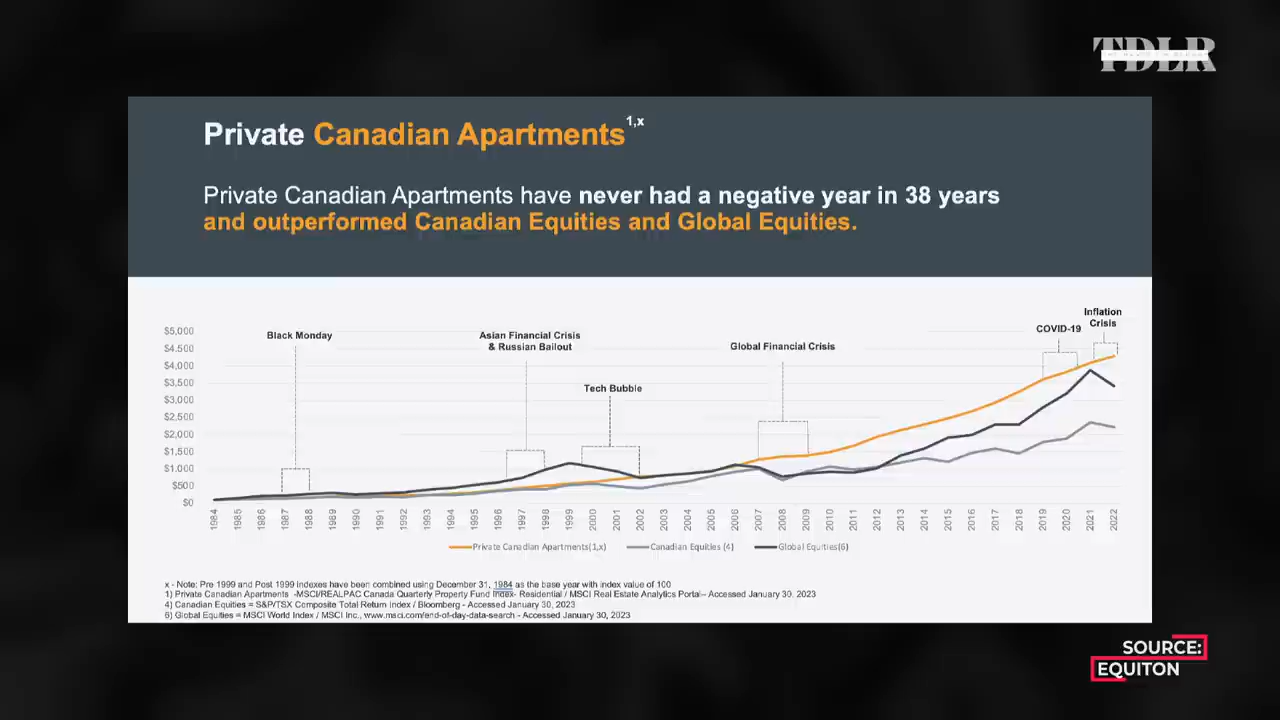 TDLR
Private Canadian Apartments1,x
Private Canadian Apartments have never had a negative year in 38 years
and outperformed Canadian Equities and Global Equities.
Inflation
Crisis
COVID-19
Black Monday
Asian Financial Crisis
& Russian Bailout
Global Financial Crisis
Tech Bubble
$5,000
$4,500
$4,000
$3,500
$3,000
$2,500
$2,000
$1,500
$1,000
$500
$0
1984 1985 1986 1987 1988 1989 1990 1991 1992 1993 1994 1995 1996 1997 1998 1999 2000 2001 2002 2003 2004 2005 2006 2007 2008 2009 2010 2011 2012 2013 2014 2015 2016 2017 2018 2019 2020 2021 2022
Private Canadian Apartments(1,x) Canadian Equities (4) Global Equities(6)
x - Note: Pre 1999 and Post 1999 indexes have been combined using December 31, 1984 as the base year with index value of 100
1) Private Canadian Apartments -MSCI/REALPAC Canada Quarterly Property Fund Index- Residential / MSCI Real Estate Analytics Portal– Accessed January 30, 2023
4) Canadian Equities = S&P/TSX Composite Total Return Index / Bloomberg - Accessed January 30, 2023
6) Global Equities = MSCI World Index / MSCI Inc., www.msci.com/end-of-day-data-search - Accessed January 30, 2023
SOURCE:
EQUITON